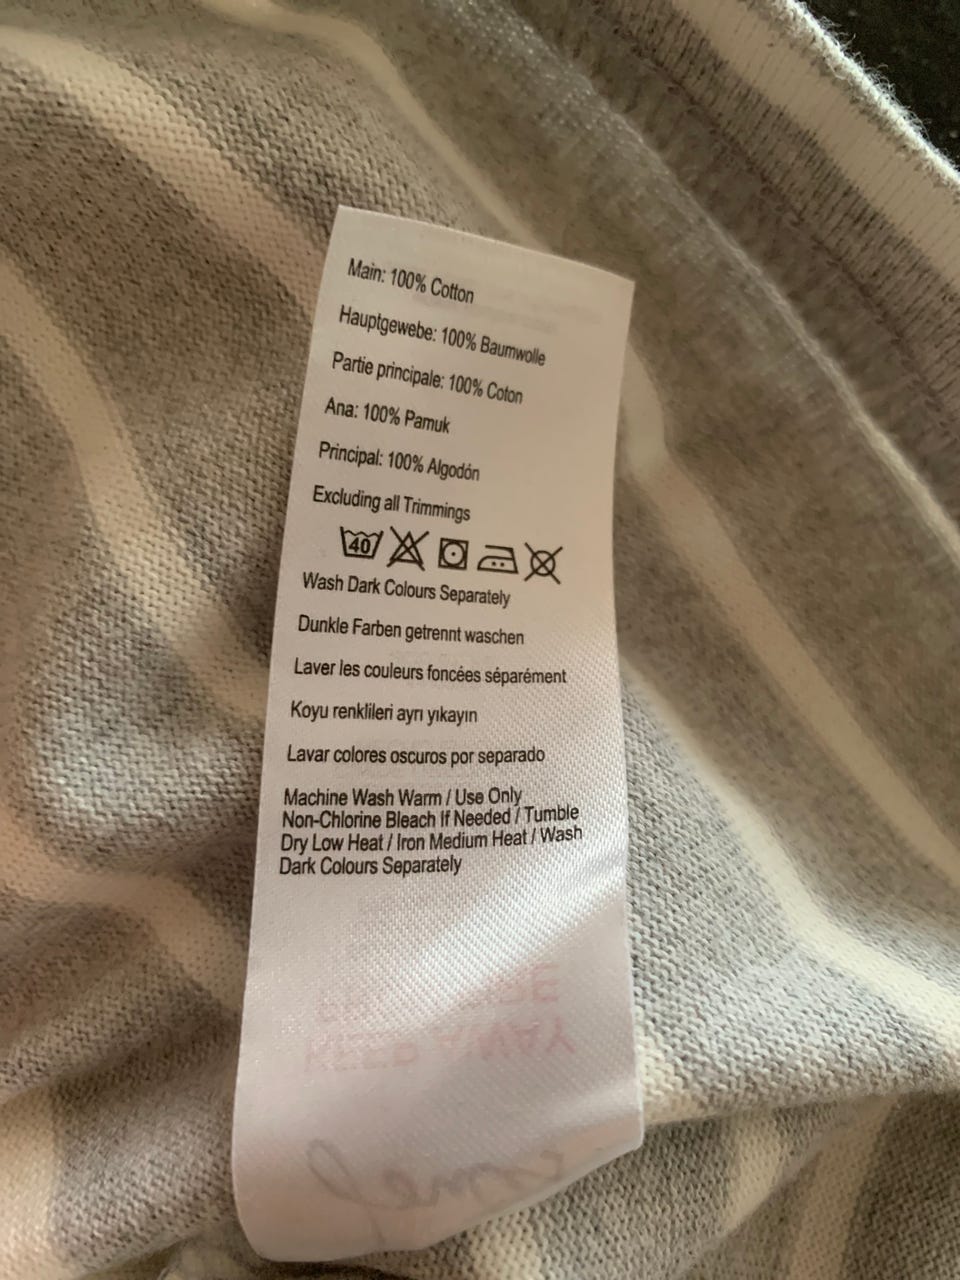 Main: 100% Cotton
Hauptgewebe: 100% Baumwolle
Partie principale: 100% Coton
Ana: 100% Pamuk
Principal: 100% Algodón
Excluding all Trimmings
40
Wash Dark Colours Separately
Dunkle Farben getrennt waschen
Laver les couleurs foncées séparément
Koyu renklileri ayrı yıkayın
Lavar colores oscuros por separado
Machine Wash Warm / Use Only
Non-Chlorine Bleach If Needed / Tumble
Dry Low Heat / Iron Medium Heat / Wash
Dark Colours Separately
KEEP AWAY